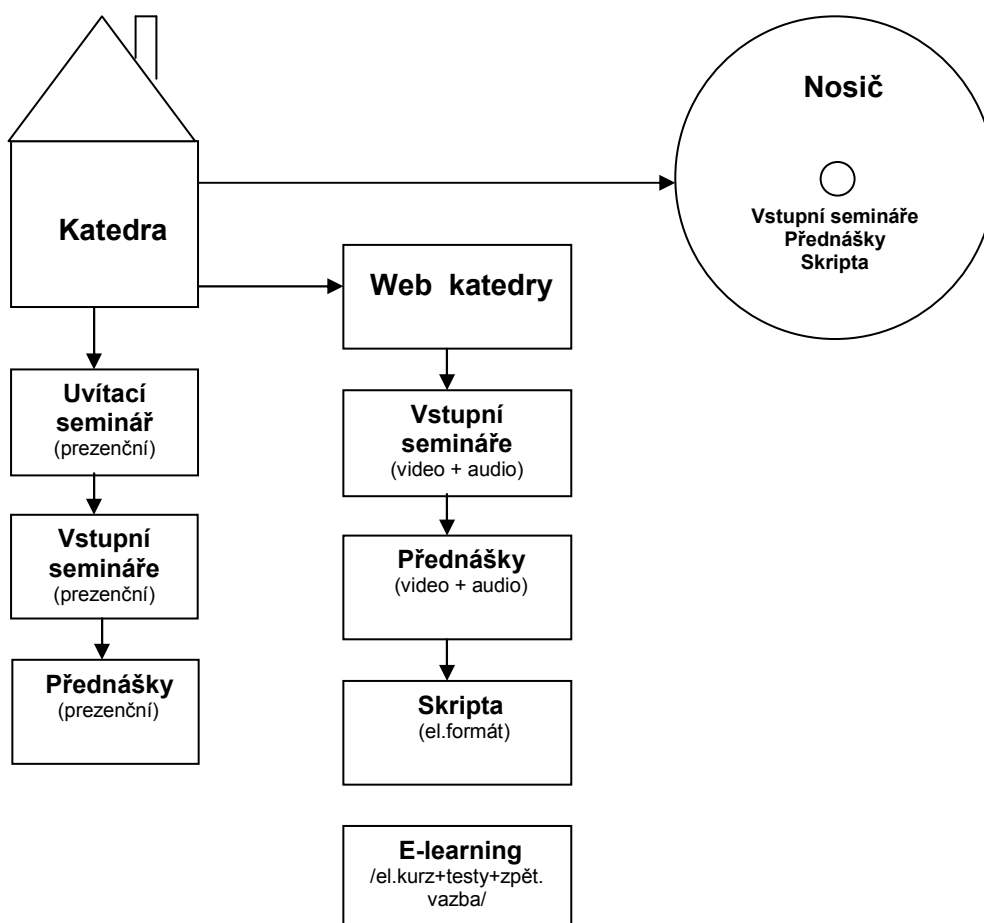 Nosič
Vstupní semináře
Přednášky
Skripta
Katedra
Web katedry
Uvítací
seminář
(prezenční)
Vstupní
semináře
(prezenční)
Přednášky
(prezenční)
Vstupní
semináře
(video + audio)
Přednášky
(video + audio)
Skripta
(el.formát)
E-learning
/el.kurz+testy+zpět.
vazba/